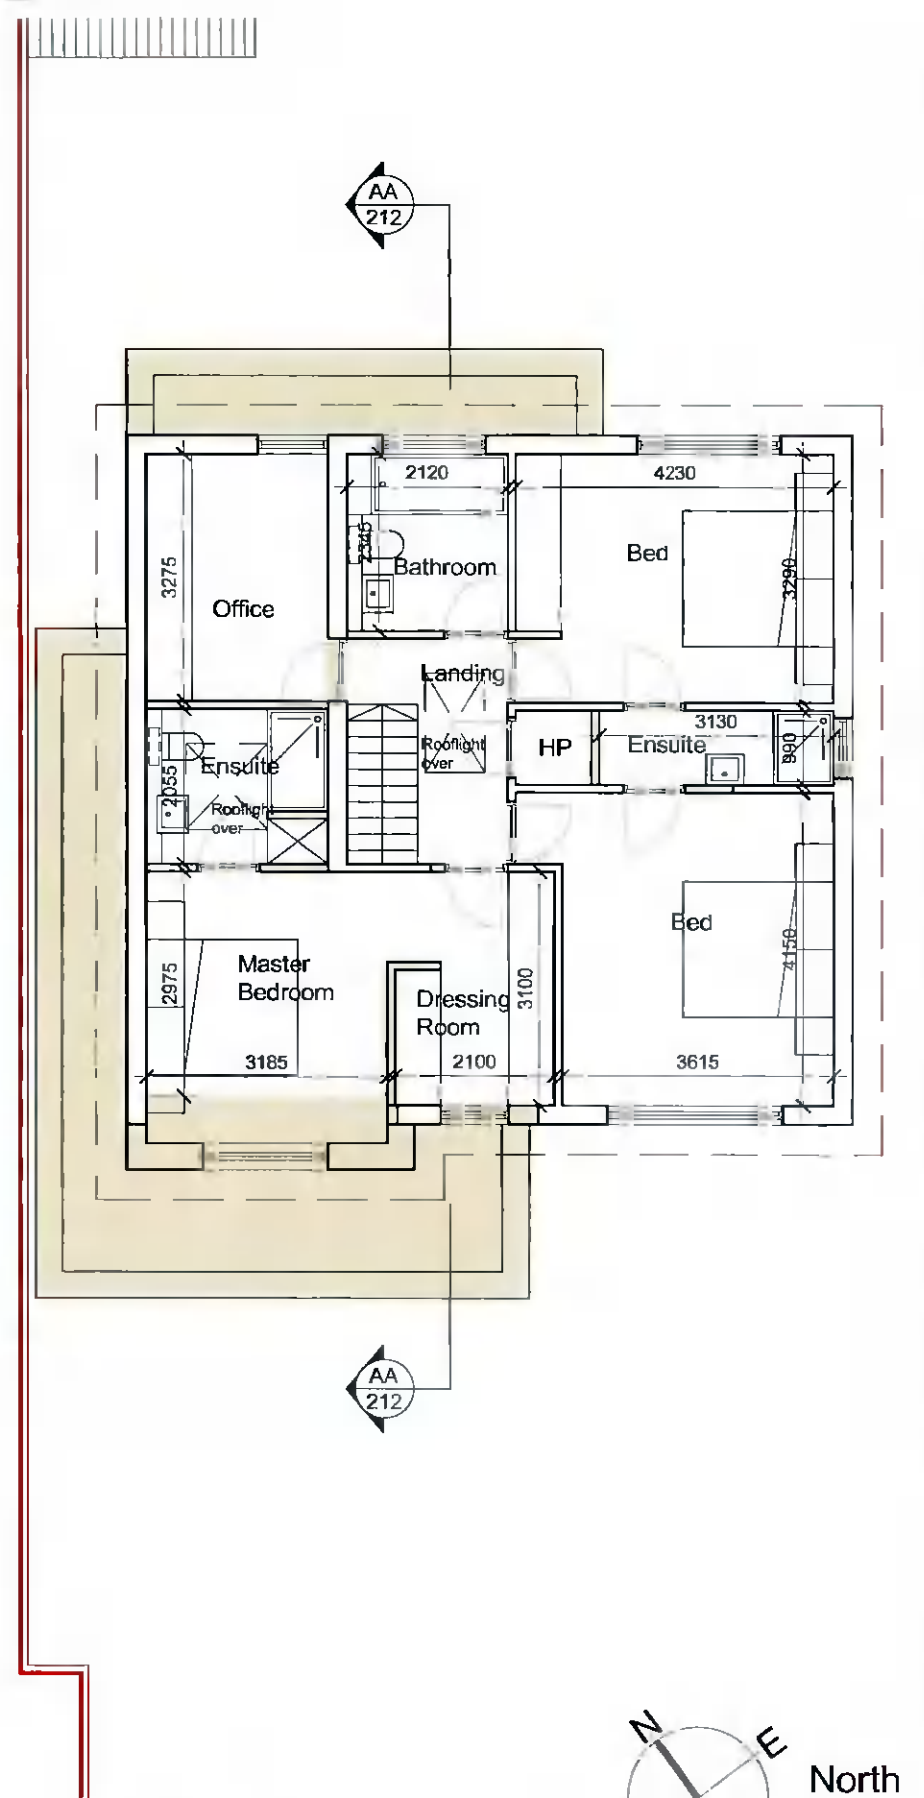 AA
212
2120
4230
2345
3275
Bathroom
Bed
3290
Office
Landing
Rooflight
over
HP
3130
Ensuite
990
Ensuite
2055
Rooflight
over
Bed
4150
Master
Bedroom
2975
Dressing
Room
3100
3185
2100
3615
AA
212
N
E
North